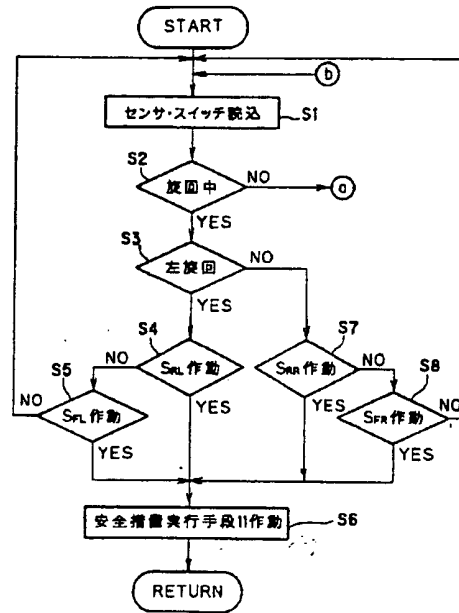 START
b
センサ・スイッチ読込 S1
S2
旋回中 NO a
YES
S3
左旋回 NO
YES
S4 S7
NO SRL作動 SRR作動 NO
S5 S8
NO SFL作動 YES YES SFR作動 NO
YES YES
安全措置実行手段11作動 S6
RETURN